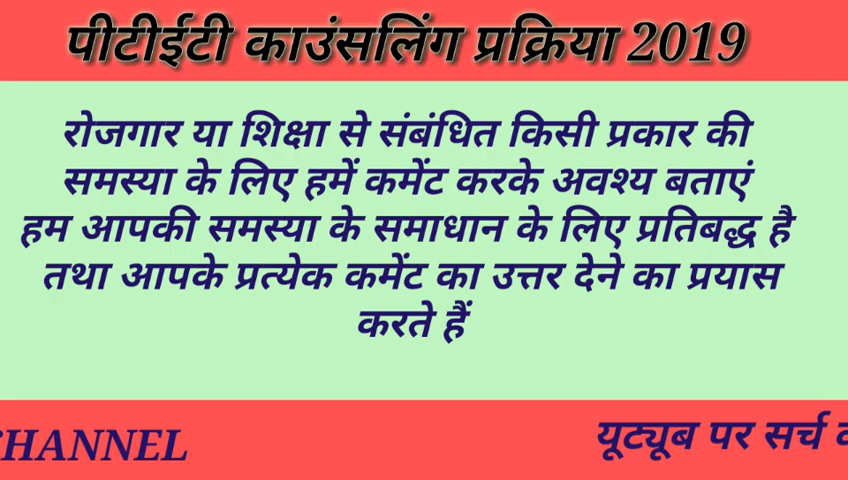 पीटीईटी काउंसलिंग प्रक्रिया 2019
रोजगार या शिक्षा से संबंधित किसी प्रकार की
समस्या के लिए हमें कमेंट करके अवश्य बताएं
हम आपकी समस्या के समाधान के लिए प्रतिबद्ध है
तथा आपके प्रत्येक कमेंट का उत्तर देने का प्रयास
करते हैं
CHANNEL
यूट्यूब पर सर्च